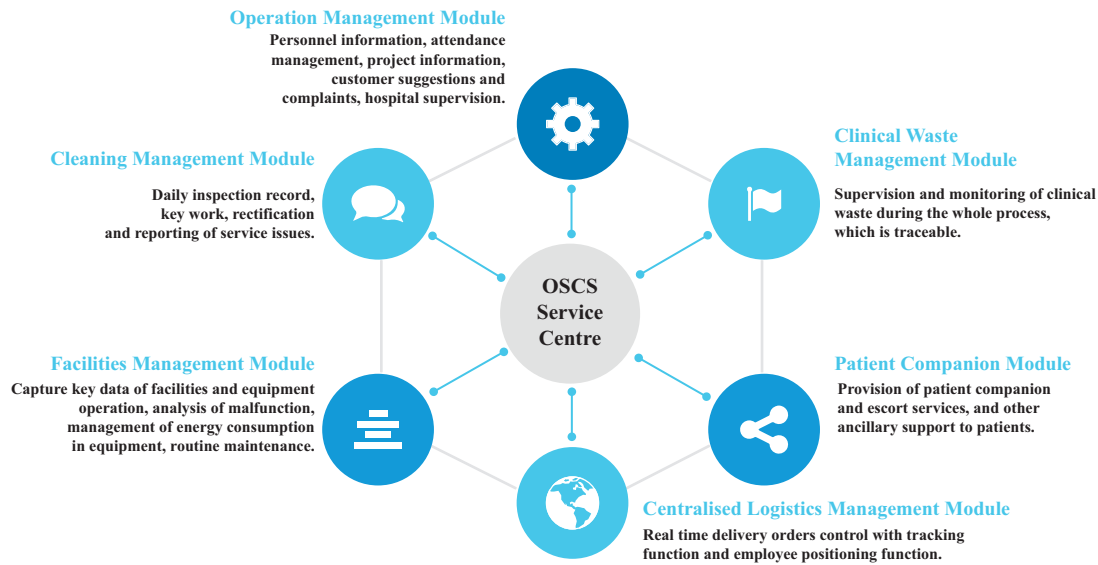 Operation Management Module
Personnel information, attendance
management, project information,
customer suggestions and
complaints, hospital supervision.
Clinical Waste
Management Module
Supervision and monitoring of clinical
waste during the whole process,
which is traceable.
Cleaning Management Module
Daily inspection record,
key work, rectification
and reporting of service issues.
OSCS
Service
Centre
Facilities Management Module
Capture key data of facilities and equipment
operation, analysis of malfunction,
management of energy consumption
in equipment, routine maintenance.
Patient Companion Module
Provision of patient companion
and escort services, and other
ancillary support to patients.
Centralised Logistics Management Module
Real time delivery orders control with tracking
function and employee positioning function.